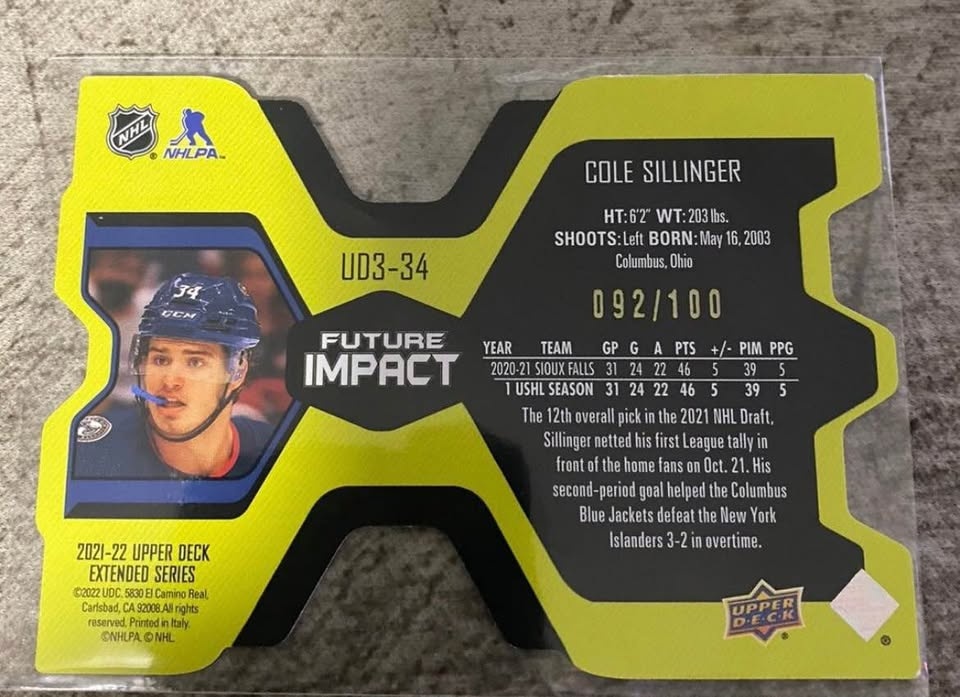 NHL
NHLPA
34
CCM
2021-22 UPPER DECK
EXTENDED SERIES
©2022 UDC. 5830 El Camino Real,
Carlsbad, CA 92008. All rights
reserved. Printed in Italy.
©NHLPA. © NHL.
UD3-34
FUTURE
IMPACT
COLE SILLINGER
HT: 6'2" WT: 203 lbs.
SHOOTS: Left BORN: May 16, 2003
Columbus, Ohio
092/100
YEAR TEAM GP G A PTS +/- PIM PPG
2020-21 SIOUX FALLS 31 24 22 46 5 39 5
1 USHL SEASON 31 24 22 46 5 39 5
The 12th overall pick in the 2021 NHL Draft,
Sillinger netted his first League tally in
front of the home fans on Oct. 21. His
second-period goal helped the Columbus
Blue Jackets defeat the New York
Islanders 3-2 in overtime.
UPPER
D·E·C·K